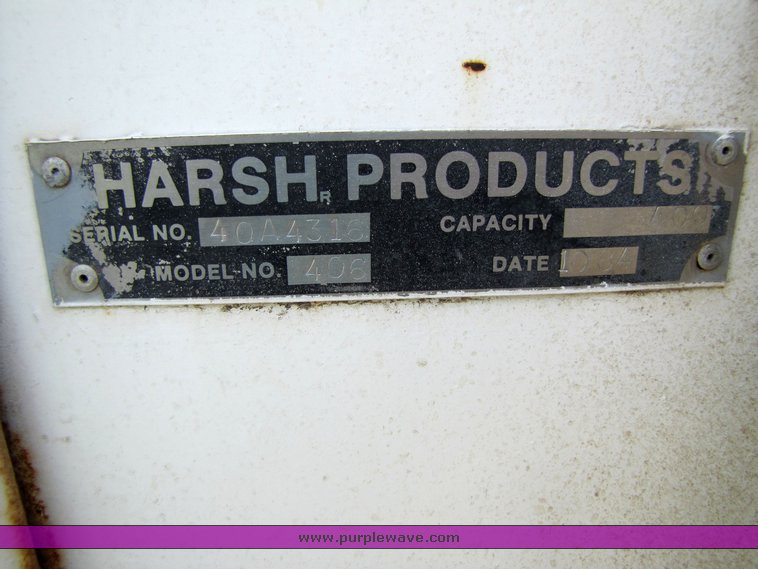 HARSH R PRODUCTS
SERIAL NO. 40A4316 CAPACITY
MODEL-NO. 406 DATE
www.purplewave.com